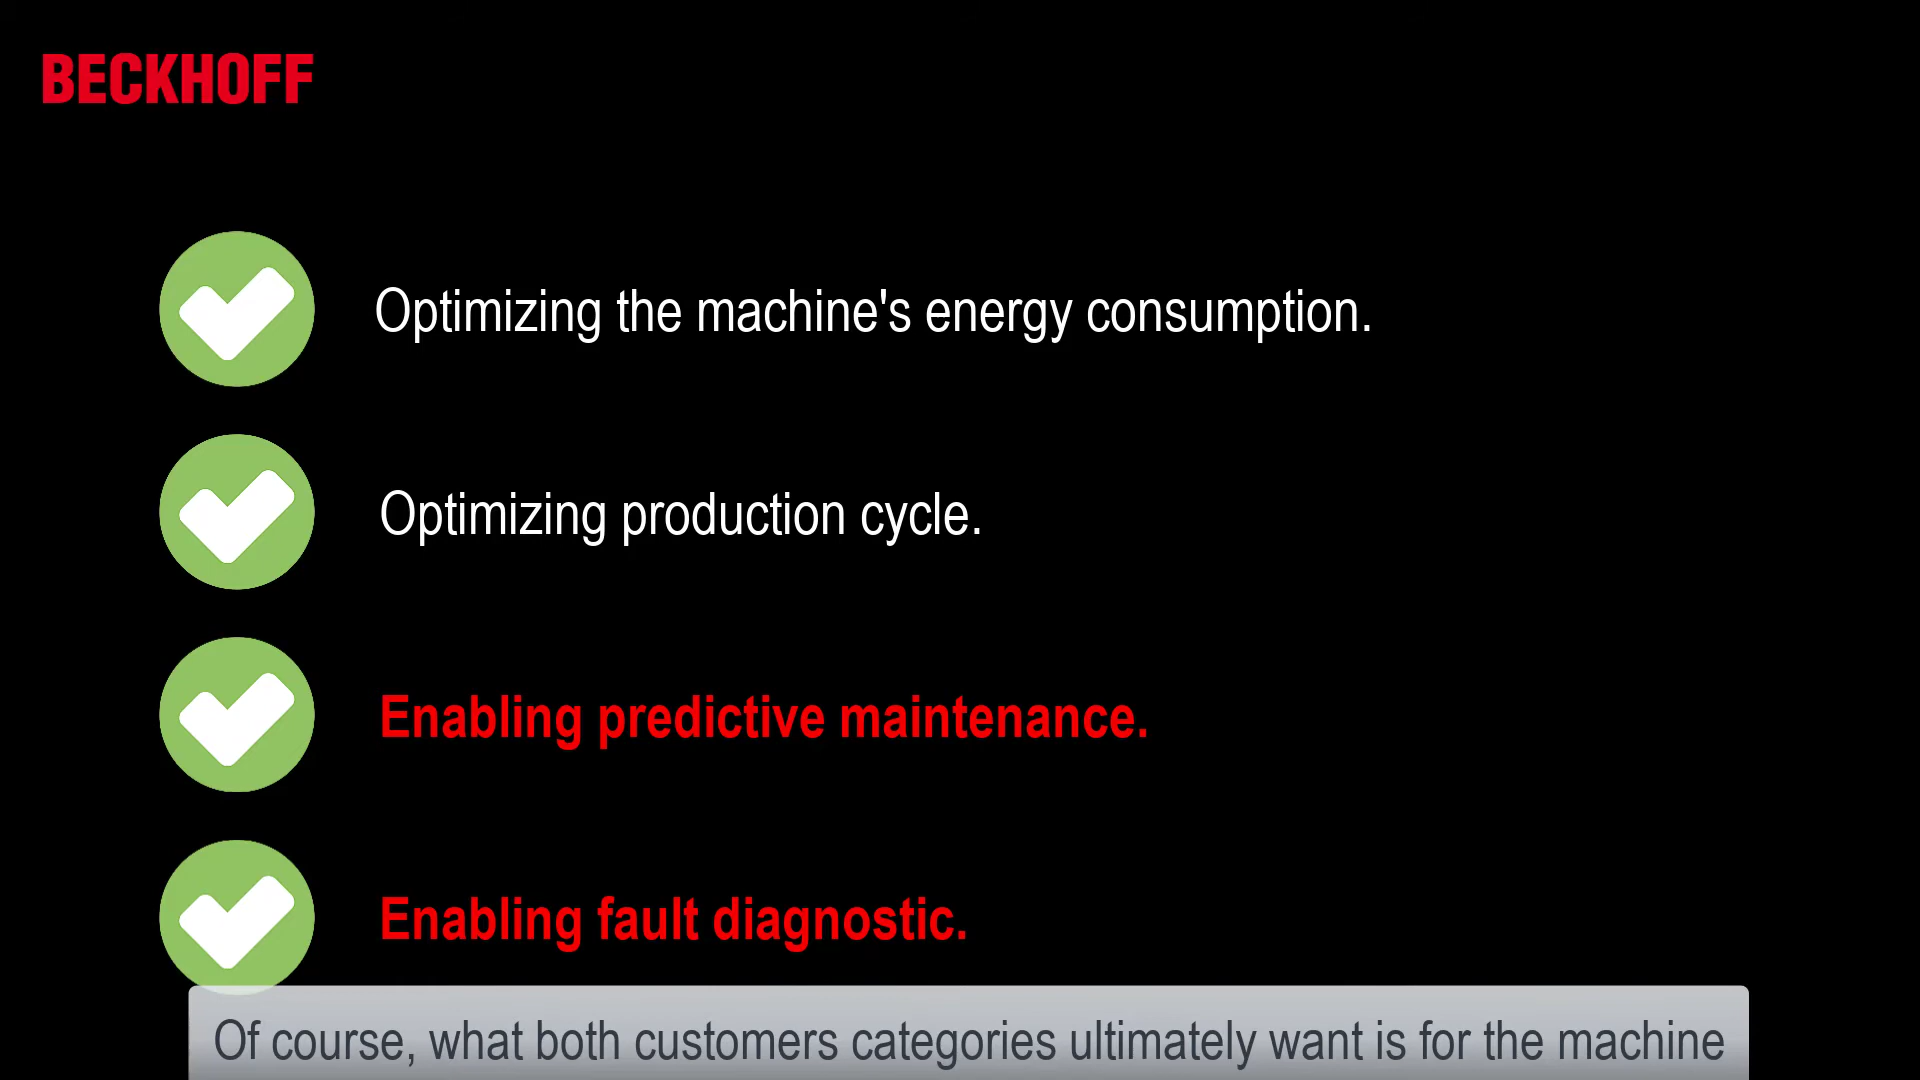 BECKHOFF
Optimizing the machine's energy consumption.
Optimizing production cycle.
Enabling predictive maintenance.
Enabling fault diagnostic.
Of course, what both customers categories ultimately want is for the machine